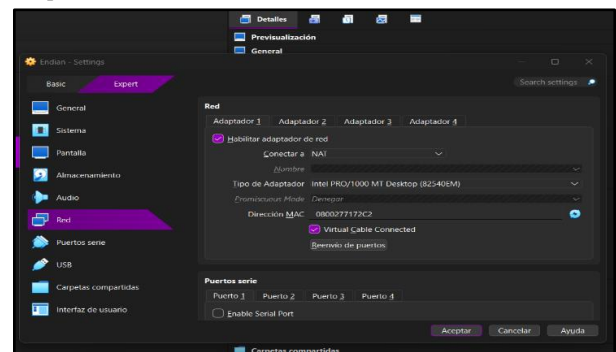 Detalles
Previsualización
General
Endian - Settings
Basic Expert
Search settings
General
Sistema
Pantalla
Almacenamiento
Audio
Red
Puertos serie
USB
Carpetas compartidas
Interfaz de usuario
Red
Adaptador 1 Adaptador 2 Adaptador 3 Adaptador 4
Habilitar adaptador de red
Conectar a NAT
Nombre
Tipo de Adaptador Intel PRO/1000 MT Desktop (82540EM)
Promiscuous Mode Denegar
Dirección MAC 0800277172C2
Virtual Cable Connected
Reenvío de puertos
Puertos serie
Puerto 1 Puerto 2 Puerto 3 Puerto 4
Enable Serial Port
Aceptar Cancelar Ayuda
Carpetas compartidas